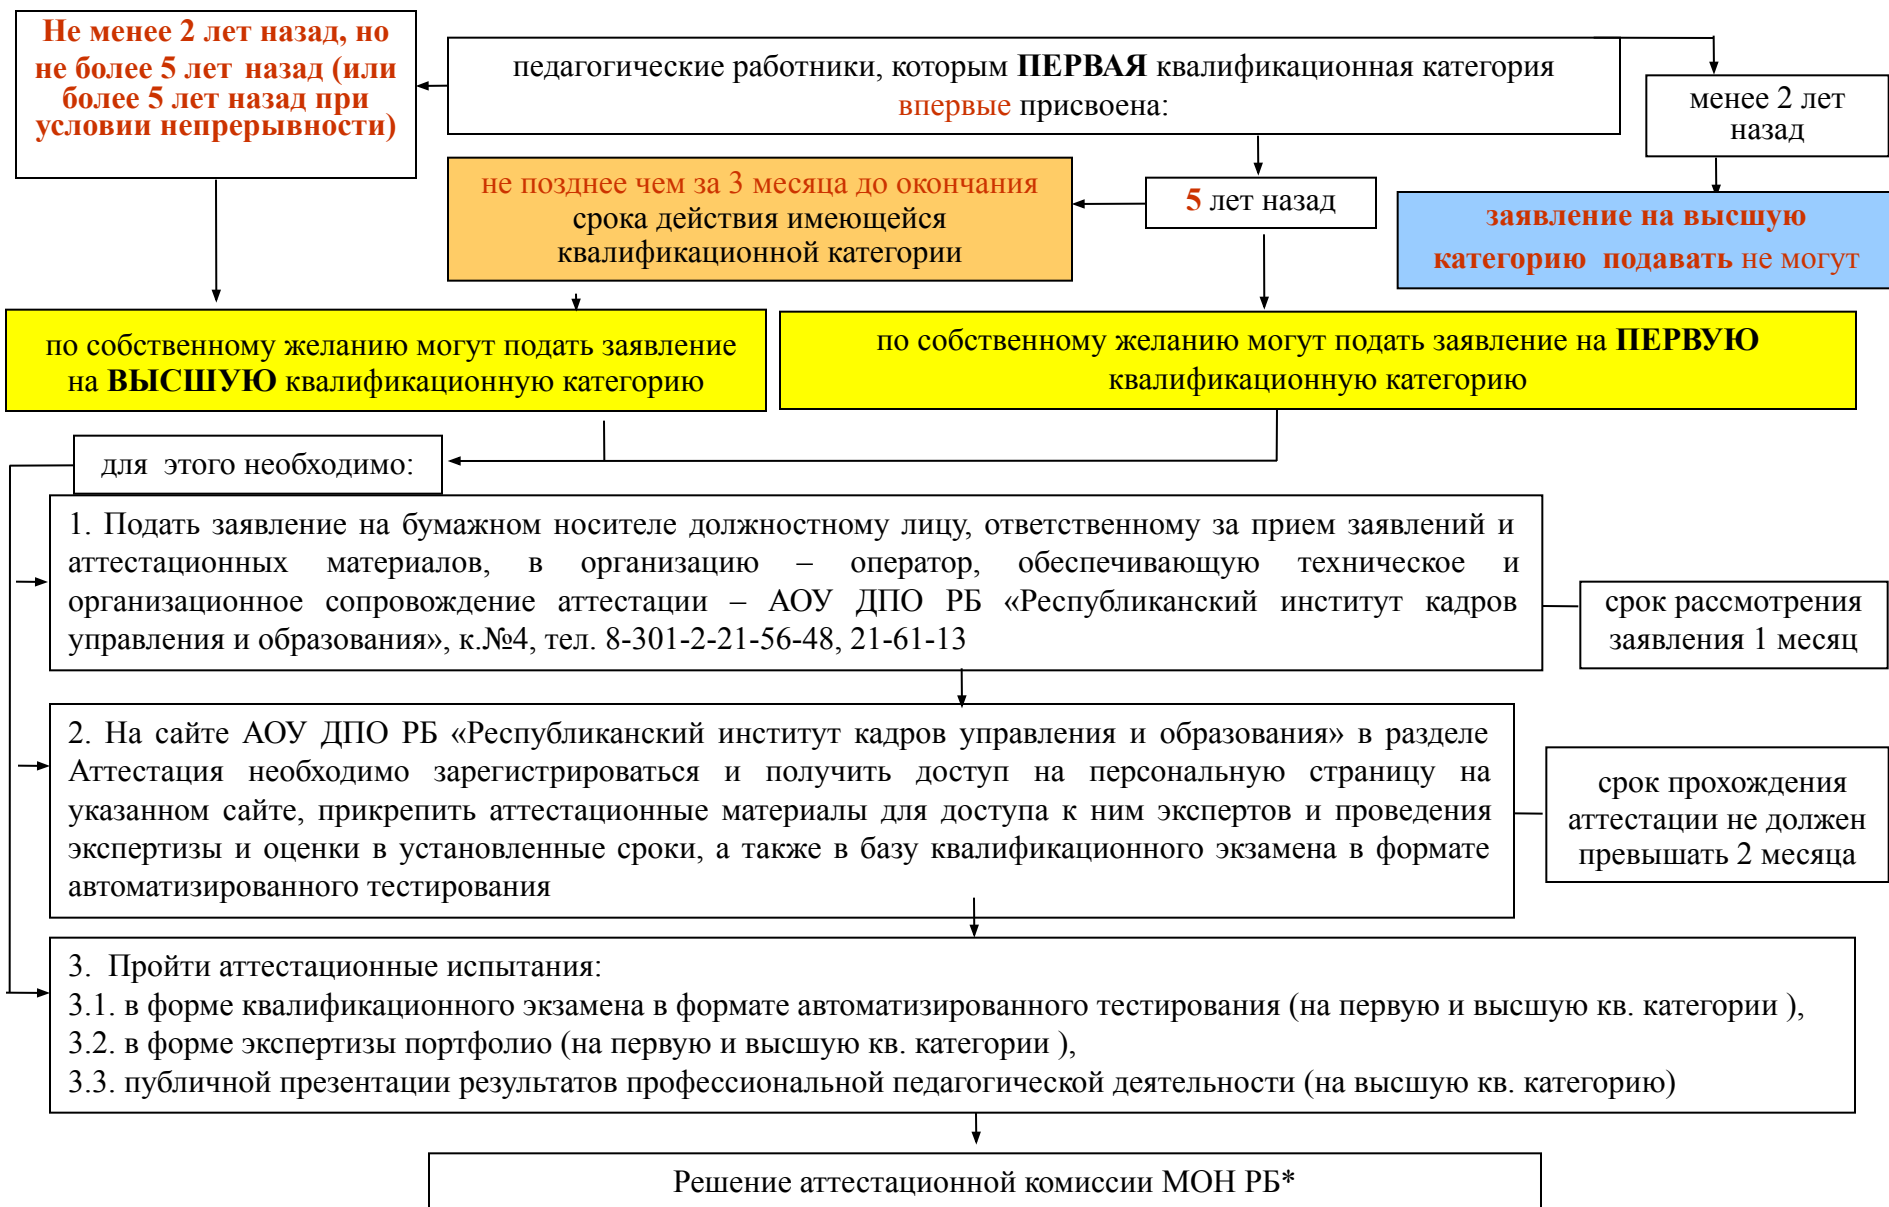 Не менее 2 лет назад, но
не более 5 лет назад (или
более 5 лет назад при
условии непрерывности)
педагогические работники, которым ПЕРВАЯ квалификационная категория
впервые присвоена:
менее 2 лет
назад
не позднее чем за 3 месяца до окончания
срока действия имеющейся
квалификационной категории
5 лет назад
заявление на высшую
категорию подавать не могут
по собственному желанию могут подать заявление
на ВЫСШУЮ квалификационную категорию
по собственному желанию могут подать заявление на ПЕРВУЮ
квалификационную категорию
для этого необходимо:
1. Подать заявление на бумажном носителе должностному лицу, ответственному за прием заявлений и
аттестационных материалов, в организацию – оператор, обеспечивающую техническое и
организационное сопровождение аттестации – АОУ ДПО РБ «Республиканский институт кадров
управления и образования», к.№4, тел. 8-301-2-21-56-48, 21-61-13
срок рассмотрения
заявления 1 месяц
2. На сайте АОУ ДПО РБ «Республиканский институт кадров управления и образования» в разделе
Аттестация необходимо зарегистрироваться и получить доступ на персональную страницу на
указанном сайте, прикрепить аттестационные материалы для доступа к ним экспертов и проведения
экспертизы и оценки в установленные сроки, а также в базу квалификационного экзамена в формате
автоматизированного тестирования
срок прохождения
аттестации не должен
превышать 2 месяца
3. Пройти аттестационные испытания:
3.1. в форме квалификационного экзамена в формате автоматизированного тестирования (на первую и высшую кв. категории ),
3.2. в форме экспертизы портфолио (на первую и высшую кв. категории ),
3.3. публичной презентации результатов профессиональной педагогической деятельности (на высшую кв. категорию)
Решение аттестационной комиссии МОН РБ*